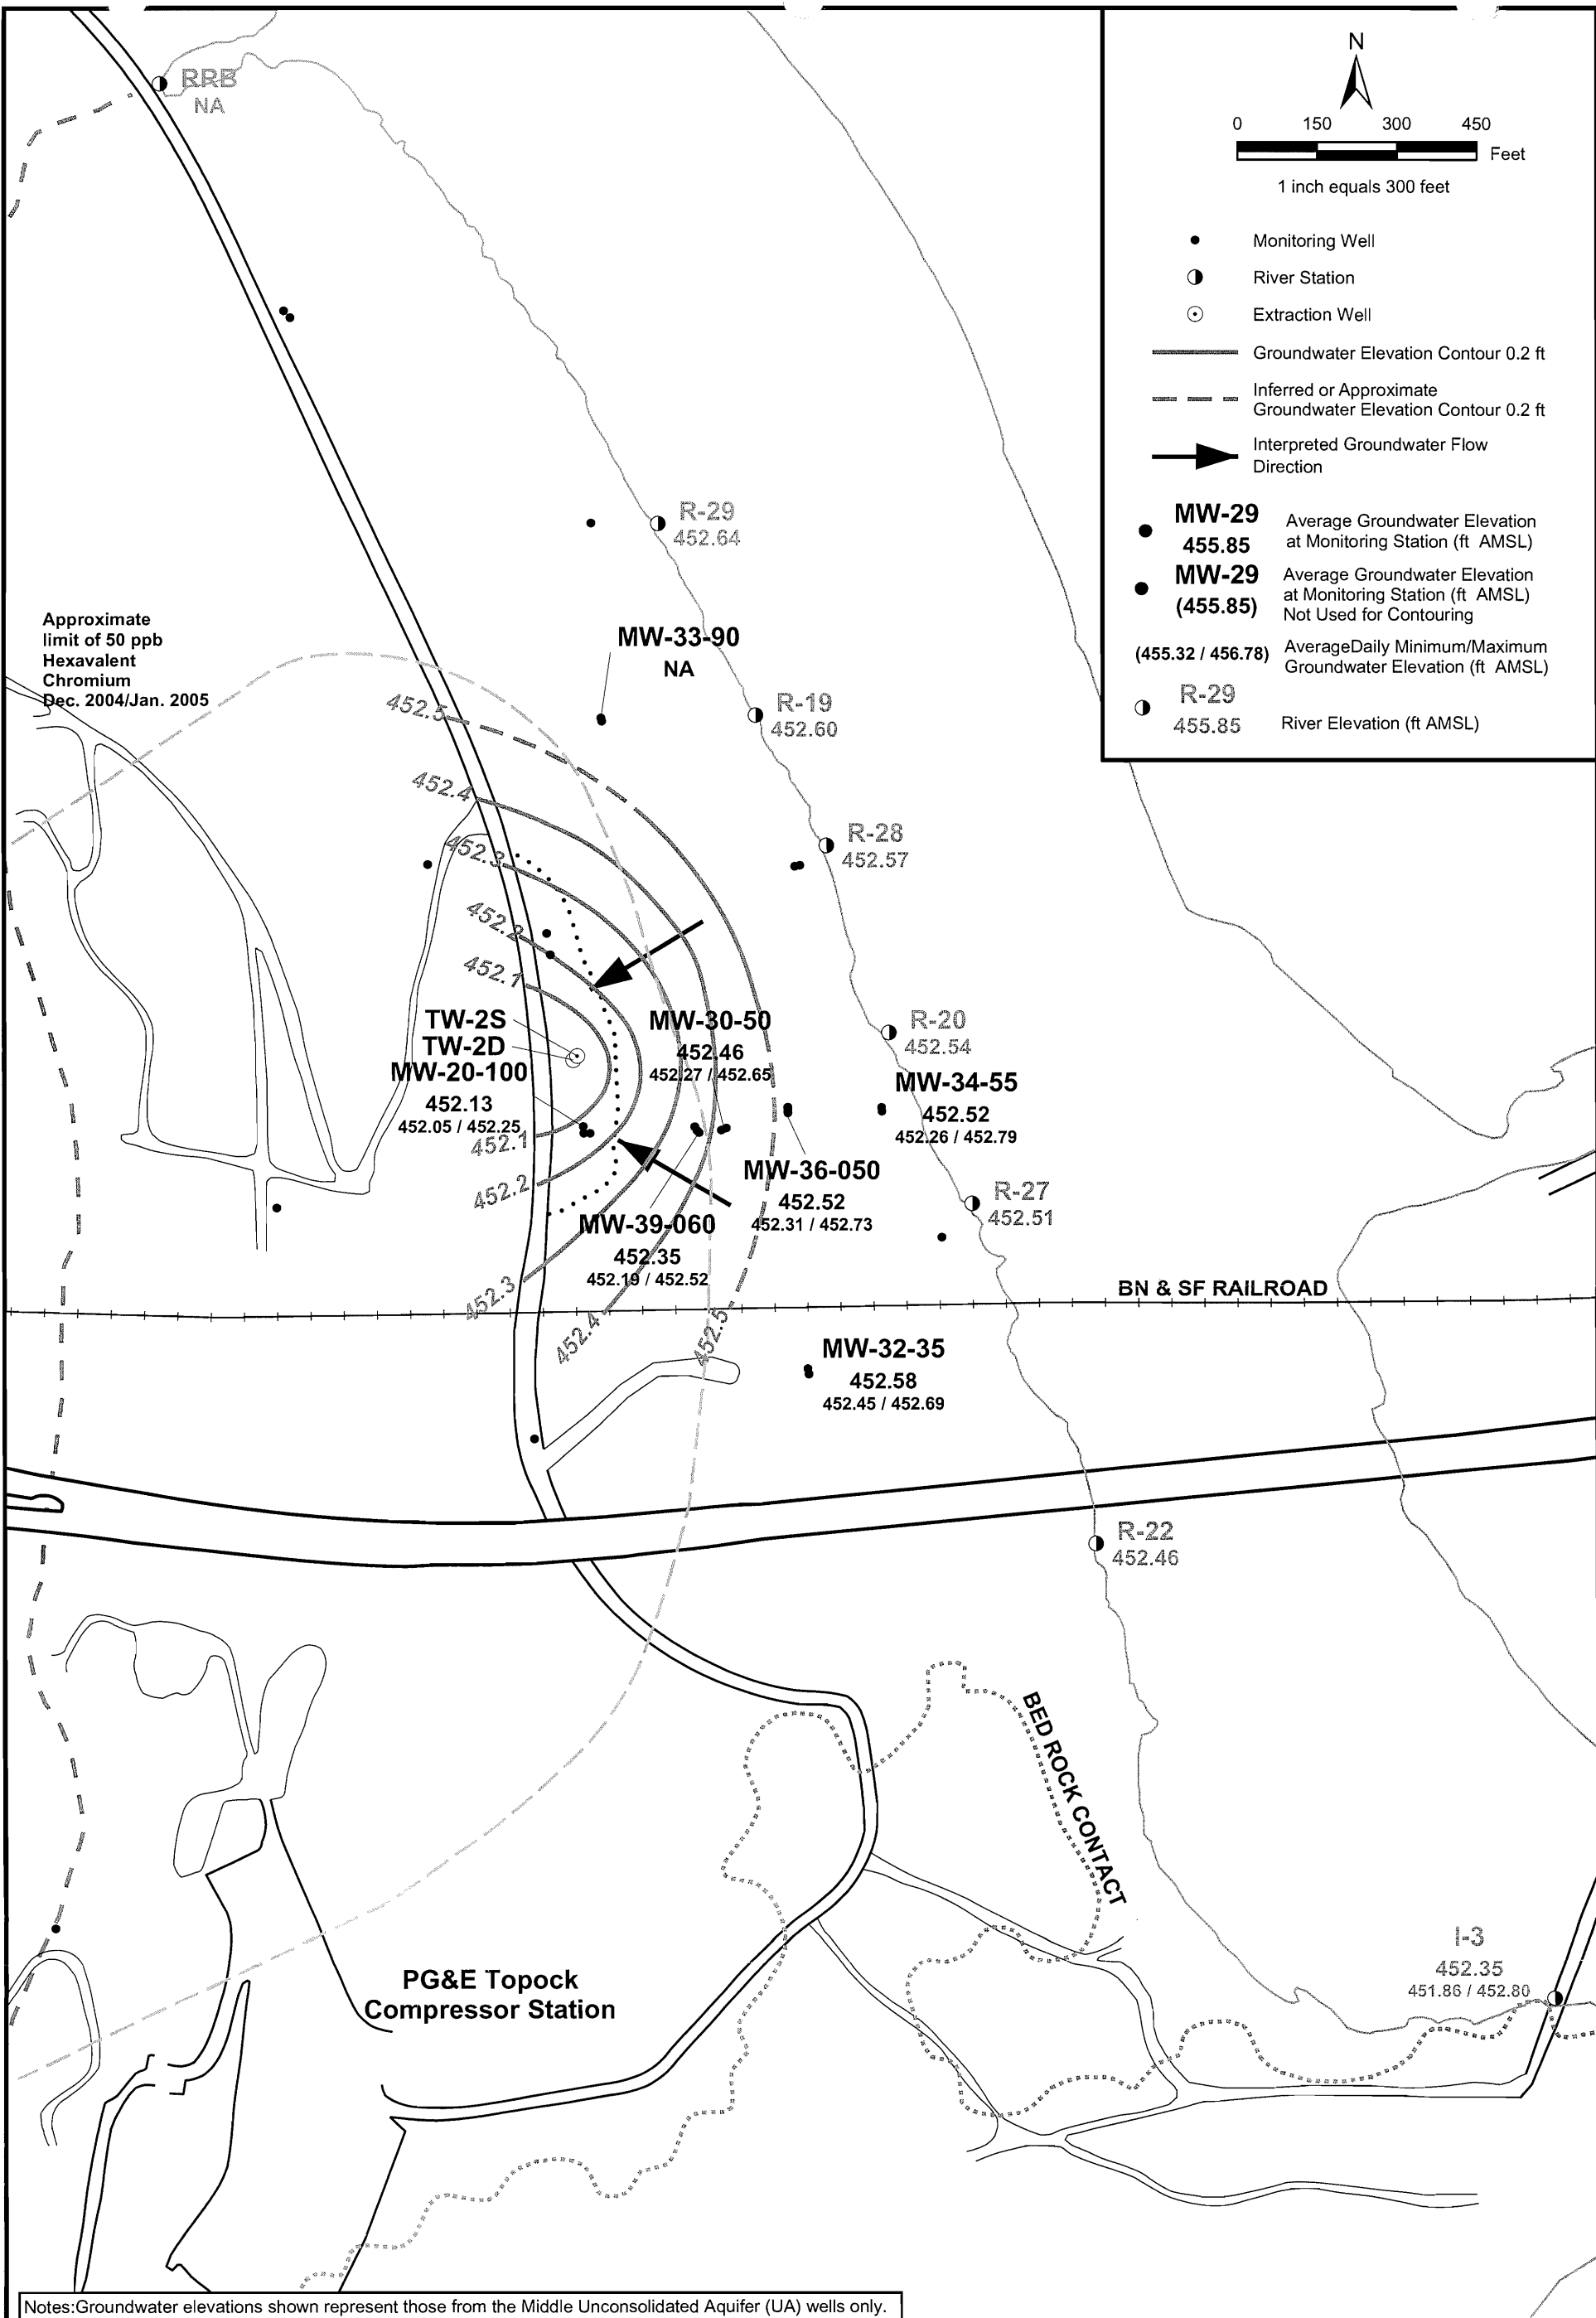 RRB
NA
N
0 150 300 450
Feet
1 inch equals 300 feet
Monitoring Well
River Station
Extraction Well
Groundwater Elevation Contour 0.2 ft
Inferred or Approximate
Groundwater Elevation Contour 0.2 ft
Interpreted Groundwater Flow
Direction
MW-29
455.85
Average Groundwater Elevation
at Monitoring Station (ft AMSL)
MW-29
(455.85)
Average Groundwater Elevation
at Monitoring Station (ft AMSL)
Not Used for Contouring
(455.32 / 456.78)
AverageDaily Minimum/Maximum
Groundwater Elevation (ft AMSL)
R-29
455.85
River Elevation (ft AMSL)
R-29
452.64
Approximate
limit of 50 ppb
Hexavalent
Chromium
Dec. 2004/Jan. 2005
MW-33-90
NA
R-19
452.60
452.5
452.4
452.3
452.2
452.1
R-28
452.57
TW-2S
TW-2D
MW-20-100
452.13
452.05 / 452.25
MW-30-50
452.46
452.27 / 452.65
R-20
452.54
MW-34-55
452.52
452.26 / 452.79
452.1
452.2
452.3
452.4
452.5
MW-36-050
452.52
452.31 / 452.73
R-27
452.51
MW-39-060
452.35
452.19 / 452.52
BN & SF RAILROAD
MW-32-35
452.58
452.45 / 452.69
R-22
452.46
BED ROCK CONTACT
I-3
452.35
451.86 / 452.80
PG&E Topock
Compressor Station
Notes:Groundwater elevations shown represent those from the Middle Unconsolidated Aquifer (UA) wells only.